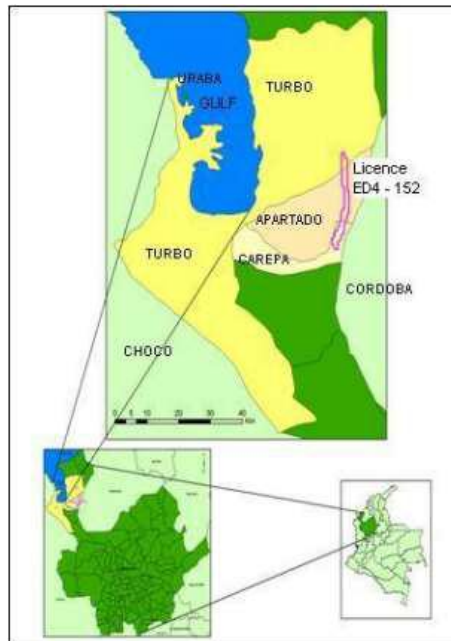 URABA
GULF
TURBO
Licence
ED4 - 152
APARTADO
TURBO
CAREPA
CORDOBA
CHOCO
0 5 10 20 30 40